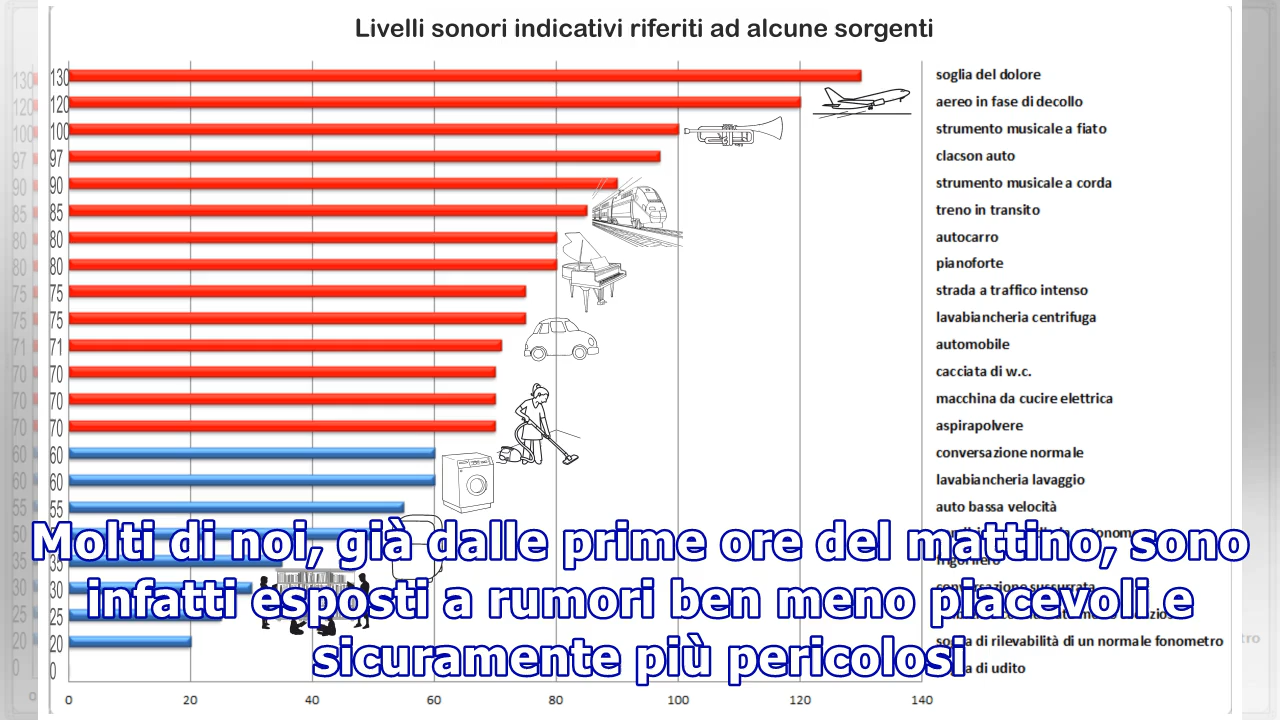 Livelli sonori indicativi riferiti ad alcune sorgenti
130 soglia del dolore
120 aereo in fase di decollo
100 strumento musicale a fiato
97 clacson auto
90 strumento musicale a corda
85 treno in transito
80 autocarro
80 pianoforte
75 strada a traffico intenso
75 lavabiancheria centrifuga
71 automobile
70 cacciata di w.c.
70 macchina da cucire elettrica
70 aspirapolvere
60 conversazione normale
60 lavabiancheria lavaggio
55 auto bassa velocità
Molti di noi, già dalle prime ore del mattino, sono
35 frigorifero
30 conversazione sussurrata
infatti esposti a rumori ben meno piacevoli e
25
20 di rilevabilità di un normale fonometro
sicuramente più pericolosi
0 di udito
0 20 40 60 80 100 120 140